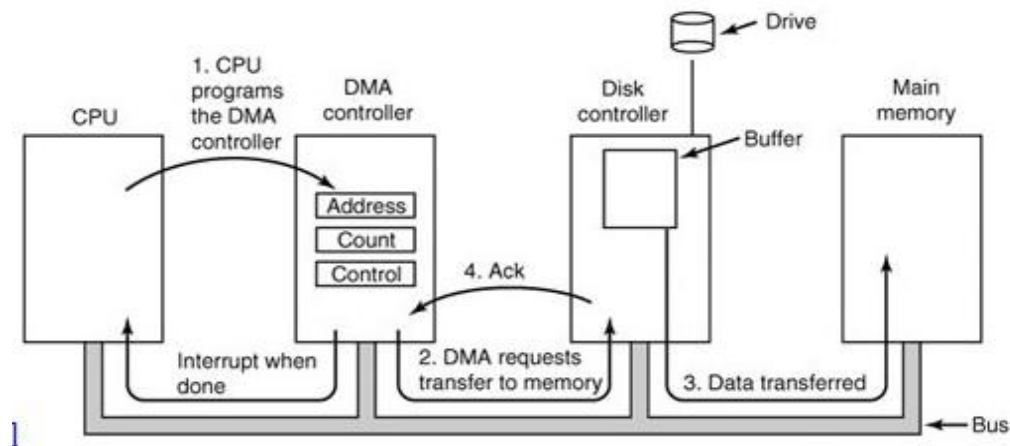 Drive
1. CPU
programs
the DMA
controller
CPU
DMA
controller
Disk
controller
Main
memory
Buffer
Address
Count
Control
4. Ack
Interrupt when
done
2. DMA requests
transfer to memory
3. Data transferred
Bus